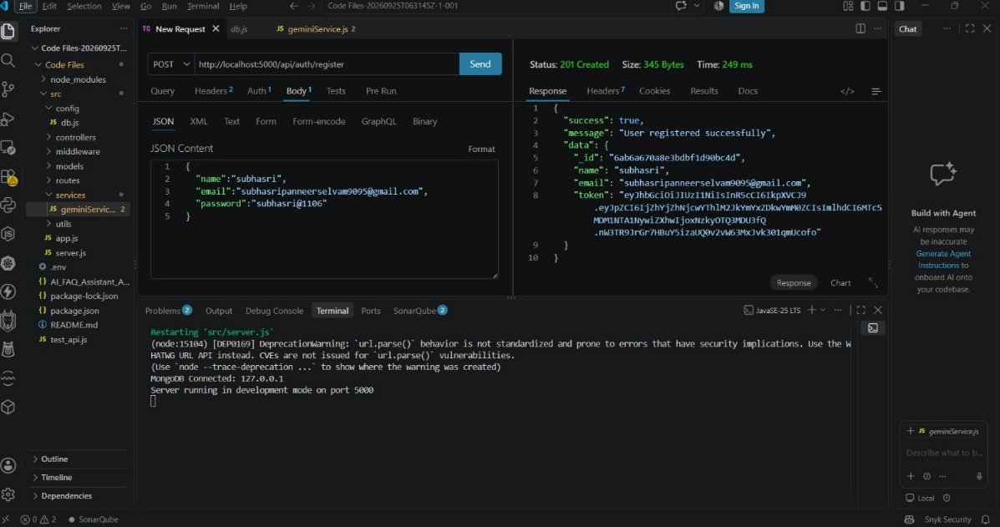 File Edit Selection View Go Run Terminal Help
Code Files-20260925T063145Z-1-001
Sign In
Explorer
Code Files-20260925T...
Code Files
node_modules
src
config
JS db.js
controllers
middleware
models
routes
services
JS geminiServic... 2
utils
JS app.js
JS server.js
.env
{} AI_FAQ_Assistant_A...
{} package-lock.json
{} package.json
README.md
JS test_api.js
Outline
Timeline
Dependencies
TC New Request
db.js
JS geminiService.js 2
POST http://localhost:5000/api/auth/register Send
Query Headers 2 Auth 1 Body 1 Tests Pre Run
JSON XML Text Form Form-encode GraphQL Binary
JSON Content Format
1 {
2 "name":"subhasri",
3 "email":"subhasripanneerselvam9095@gmail.com",
4 "password":"subhasri@1106"
5 }
Status: 201 Created Size: 345 Bytes Time: 249 ms
Response Headers 7 Cookies Results Docs </>
1 {
2 "success": true,
3 "message": "User registered successfully",
4 "data": {
5 "_id": "6ab6a670a8e3bdbf1d90bc4d",
6 "name": "subhasri",
7 "email": "subhasripanneerselvam9095@gmail.com",
8 "token": "eyJhbGciOiJIUzI1NiIsInR5cCI6IkpXVCJ9
.eyJpZCI6IjZhYjZhNjcwYThlM2JkYmYxZDkwYmM0ZCIsImlhdCI6MTc5
MDM1NTA1NywiZXhwIjoxNzkyOTQ3MDU3fQ
.nW3TR9JrGr7HBuY5izaUQ0v2vW63MxJvk301qmUcofo"
9 }
10 }
Response Chart
Problems 2 Output Debug Console Terminal Ports SonarQube 2
JavaSE-25 LTS
Restarting 'src/server.js'
(node:15104) [DEP0169] DeprecationWarning: `url.parse()` behavior is not standardized and prone to errors that have security implications. Use the W
HATWG URL API instead. CVEs are not issued for `url.parse()` vulnerabilities.
(Use `node --trace-deprecation ...` to show where the warning was created)
MongoDB Connected: 127.0.0.1
Server running in development mode on port 5000
Chat
Build with Agent
AI responses may
be inaccurate
Generate Agent
Instructions to
onboard AI onto
your codebase.
JS geminiService.js
Describe what to b...
Local
0 2 SonarQube
Snyk Security